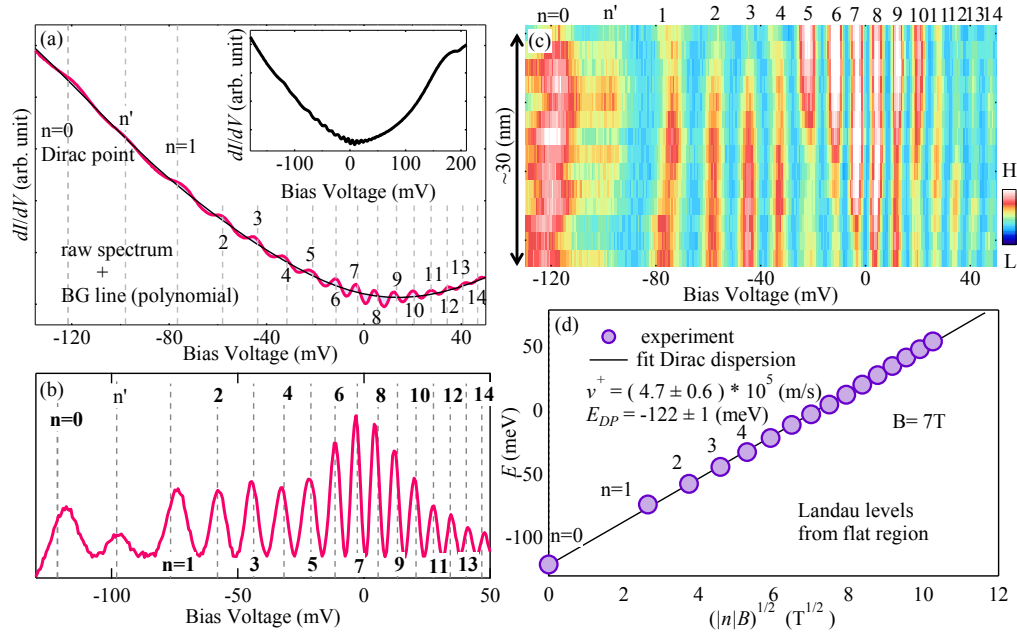 (a)
dI/dV (arb. unit)
n=0
Dirac point
n'
n=1
2
3
4
5
6
7
8
9
10
11
12
13
14
raw spectrum
+
BG line (polynomial)
-120
-80
-40
0
40
Bias Voltage (mV)
dI/dV (arb. unit)
-100
0
100
200
Bias Voltage (mV)
(b)
n=0
n'
2
4
6
8
10
12
14
n=1
3
5
7
9
11
13
-100
-50
0
50
Bias Voltage (mV)
n=0 n' 1 2 3 4 5 6 7 8 9 10 11 12 13 14
(c)
~30 (nm)
-120
-80
-40
0
40
Bias Voltage (mV)
H
L
(d)
experiment
fit Dirac dispersion
v⁺ = ( 4.7 ± 0.6 ) * 10⁵ (m/s)
E_DP = -122 ± 1 (meV)
B= 7T
4
3
2
n=1
n=0
Landau levels
from flat region
50
0
-50
-100
E (meV)
0
2
4
6
8
10
12
(|n|B)^1/2 (T^1/2)